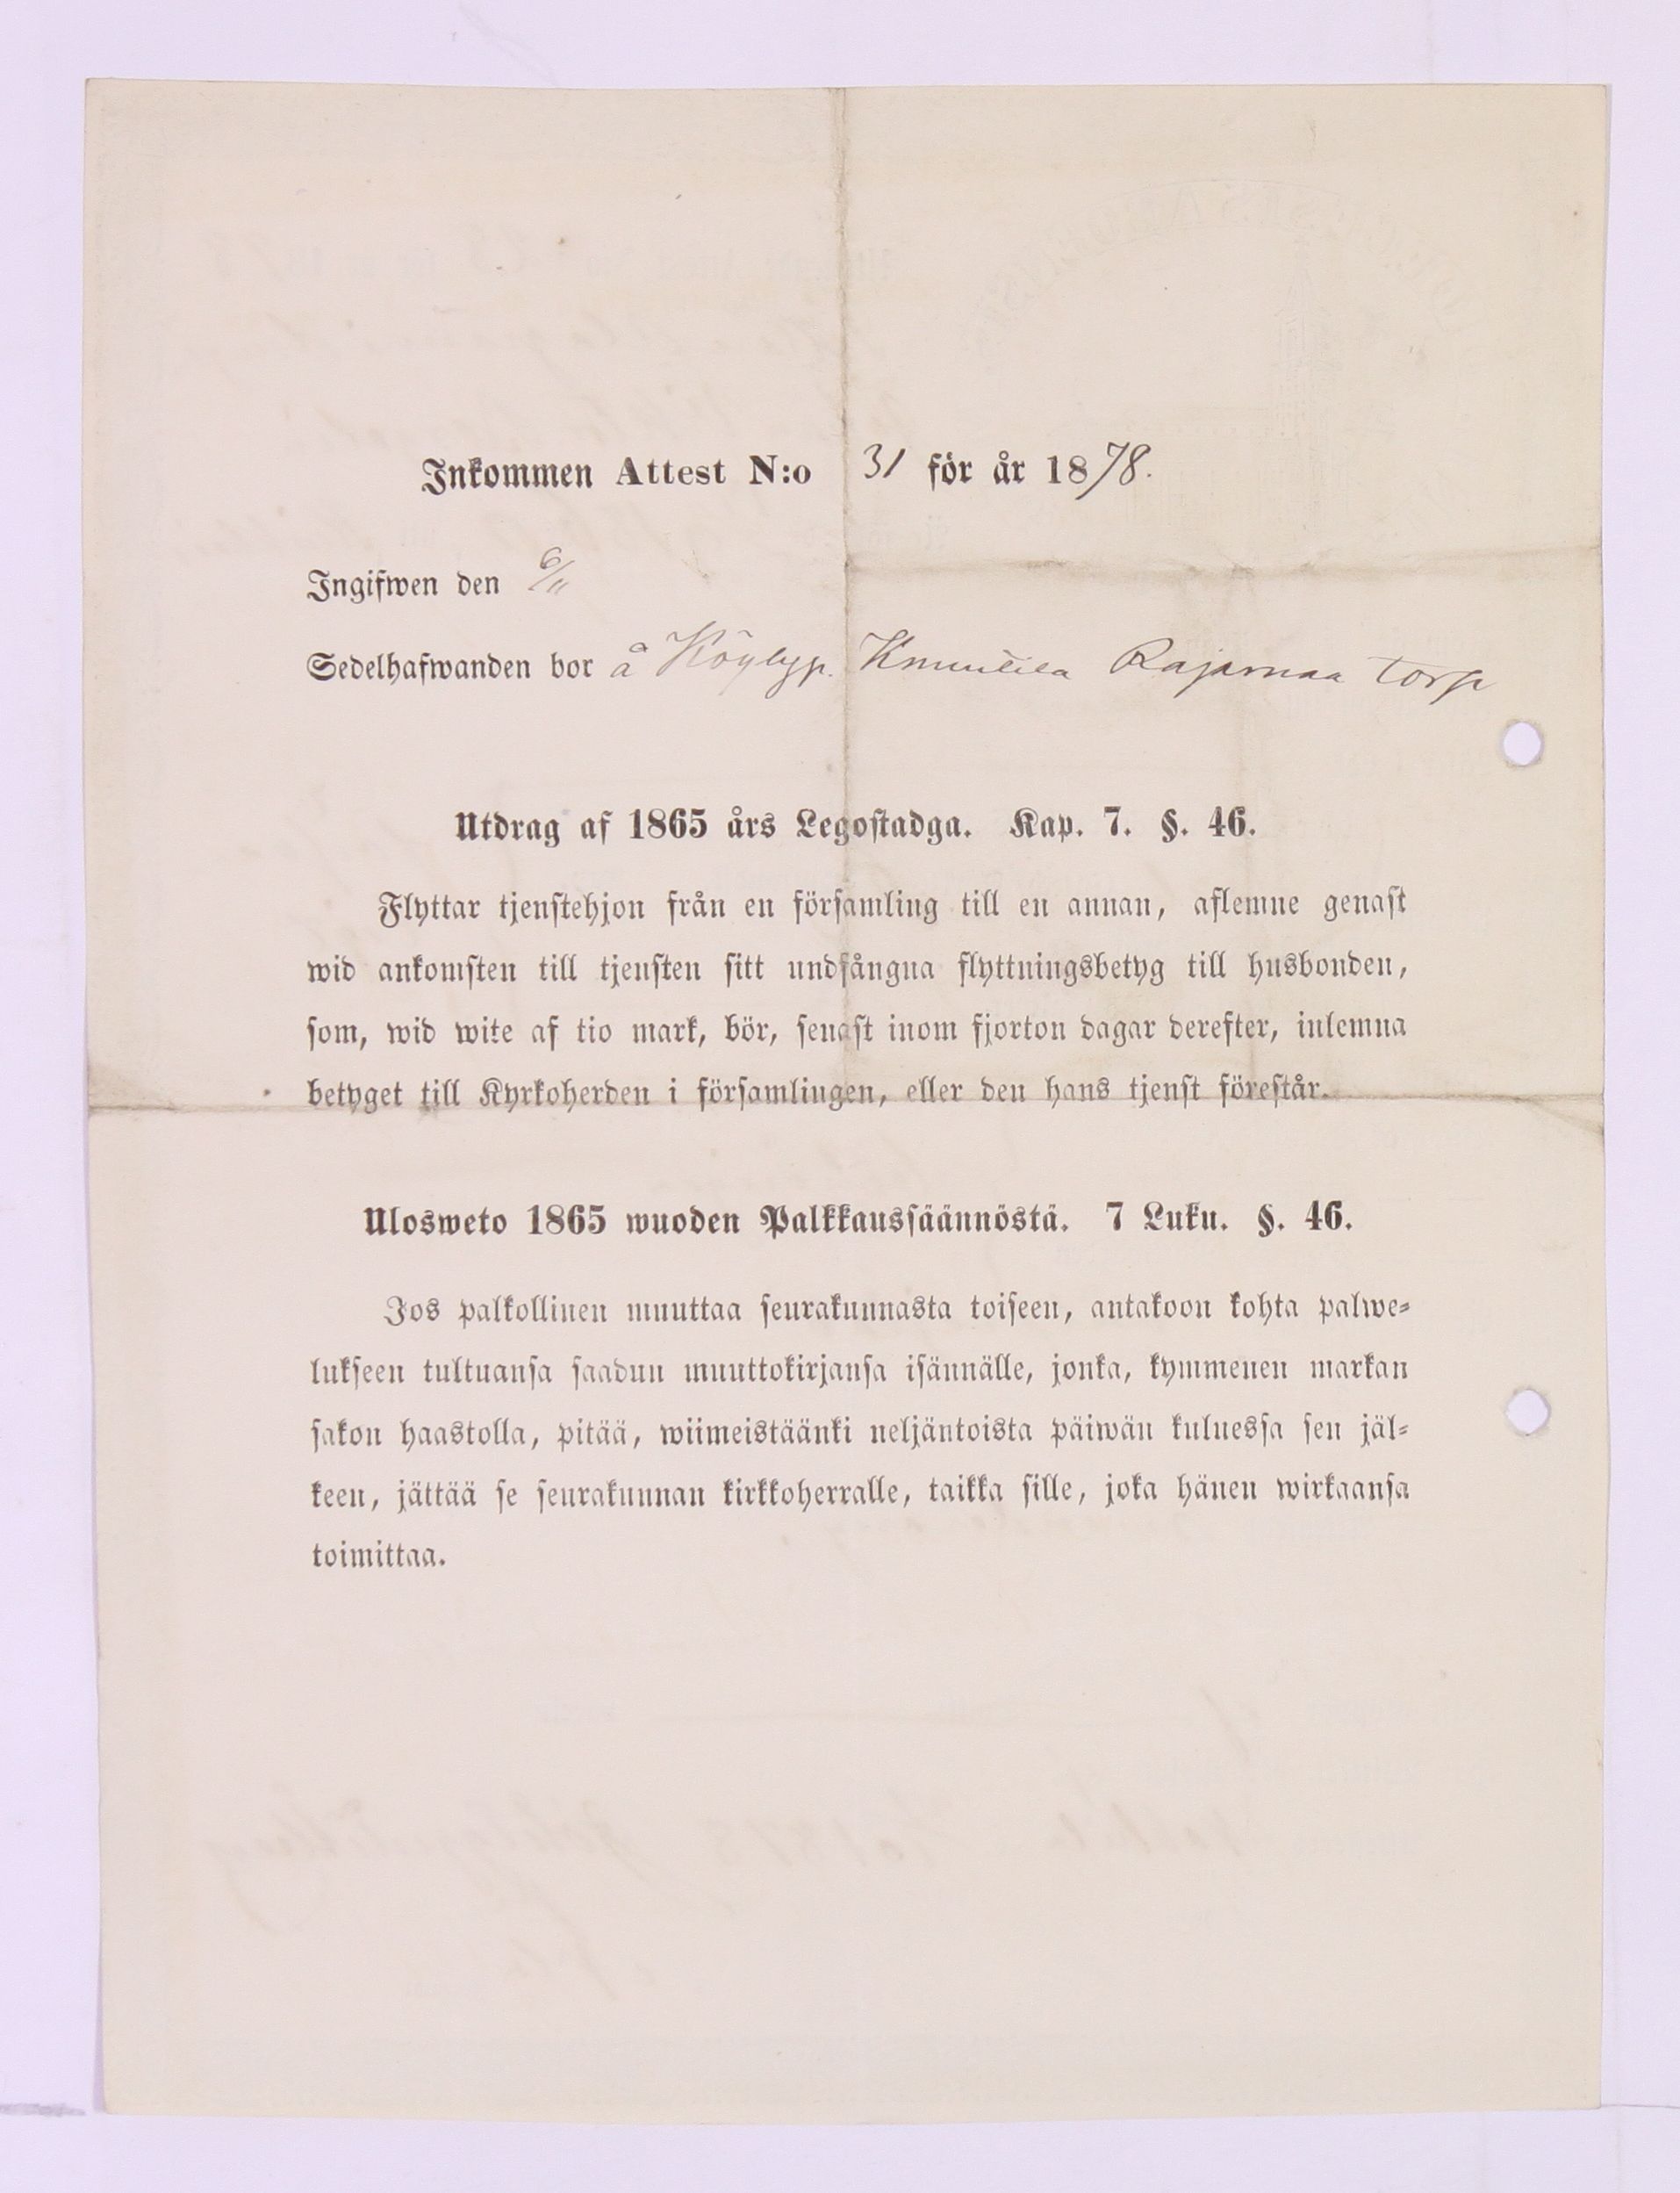 Inkommen Attest N:o 31 för år 1878.
Ingifwen den 6/11
Sedelhafwanden bor å Köylyp. Knuutila Rajamaa torp
Utdrag af 1865 års Legostadga. Kap. 7. §. 46.
Flyttar tjenstehjon från en församling till en annan, aflemne genast
wid ankomsten till tjensten sitt undfångna flyttningsbetyg till husbonden,
som, wid wite af tio mark, bör, senast inom fjorton dagar derefter, inlemna
betyget till Kyrkoherden i församlingen, eller den hans tjenst förestår.
Ulosweto 1865 wuoden Palkkaussäännöstä. 7 Luku. §. 46.
Jos palkollinen muuttaa seurakunnasta toiseen, antakoon kohta palwe-
lukseen tultuansa saadun muuttokirjansa isännälle, jonka, kymmenen markan
sakon haastolla, pitää, wiimeistäänki neljäntoista päiwän kuluessa sen jäl-
keen, jättää se seurakunnan kirkkoherralle, taikka sille, joka hänen wirkaansa
toimittaa.